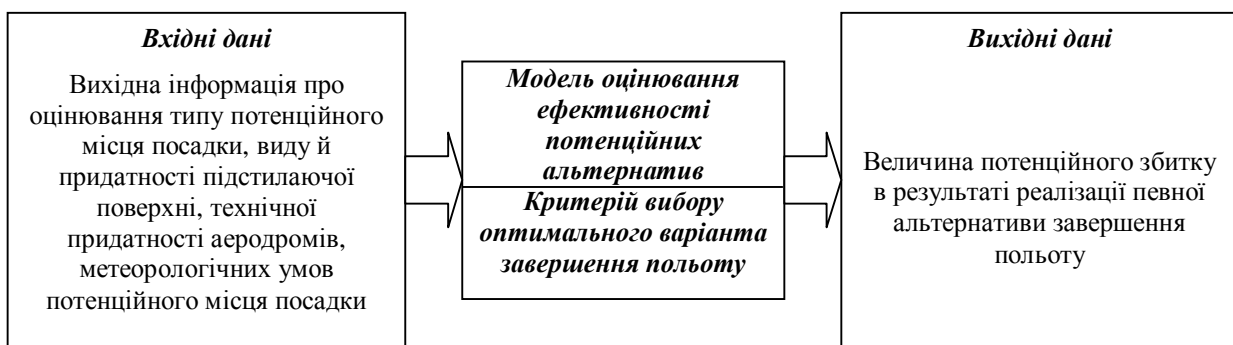 Вхідні дані
Вихідна інформація про
оцінювання типу потенційного
місця посадки, виду й
придатності підстилаючої
поверхні, технічної
придатності аеродромів,
метеорологічних умов
потенційного місця посадки
Модель оцінювання
ефективності
потенційних
альтернатив
Критерій вибору
оптимального варіанта
завершення польоту
Вихідні дані
Величина потенційного збитку
в результаті реалізації певної
альтернативи завершення
польоту